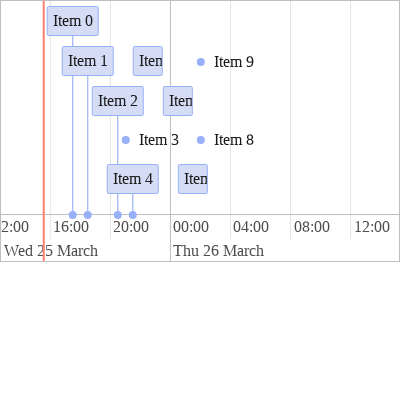 Item 0
Item 1
Item 9
Item 2
Item 3
Item 8
Item 4
16:00
20:00
00:00
04:00
08:00
12:00
Wed 25 March
Thu 26 March